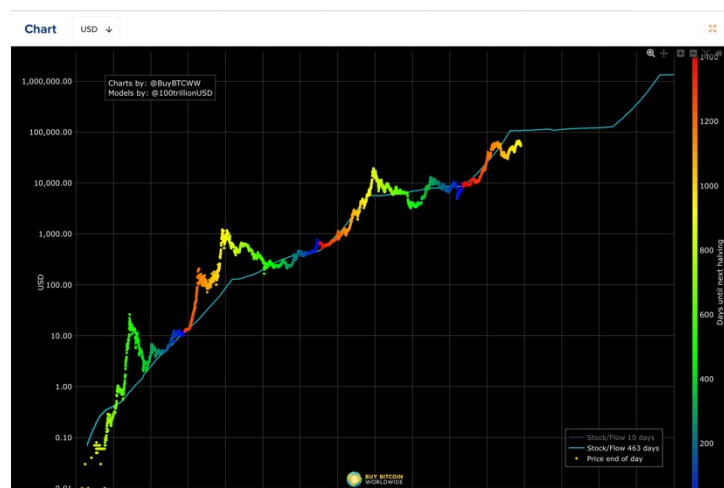 Chart
USD ↓
Charts by: @BuyBTCWW
Models by: @100trillionUSD
1,000,000.00
100,000.00
10,000.00
1,000.00
100.00
10.00
1.00
0.10
0.01
USD
1400
1200
1000
800
600
400
200
Days until next halving
Stock/Flow 10 days
Stock/Flow 463 days
Price end of day
BUY BITCOIN
WORLDWIDE